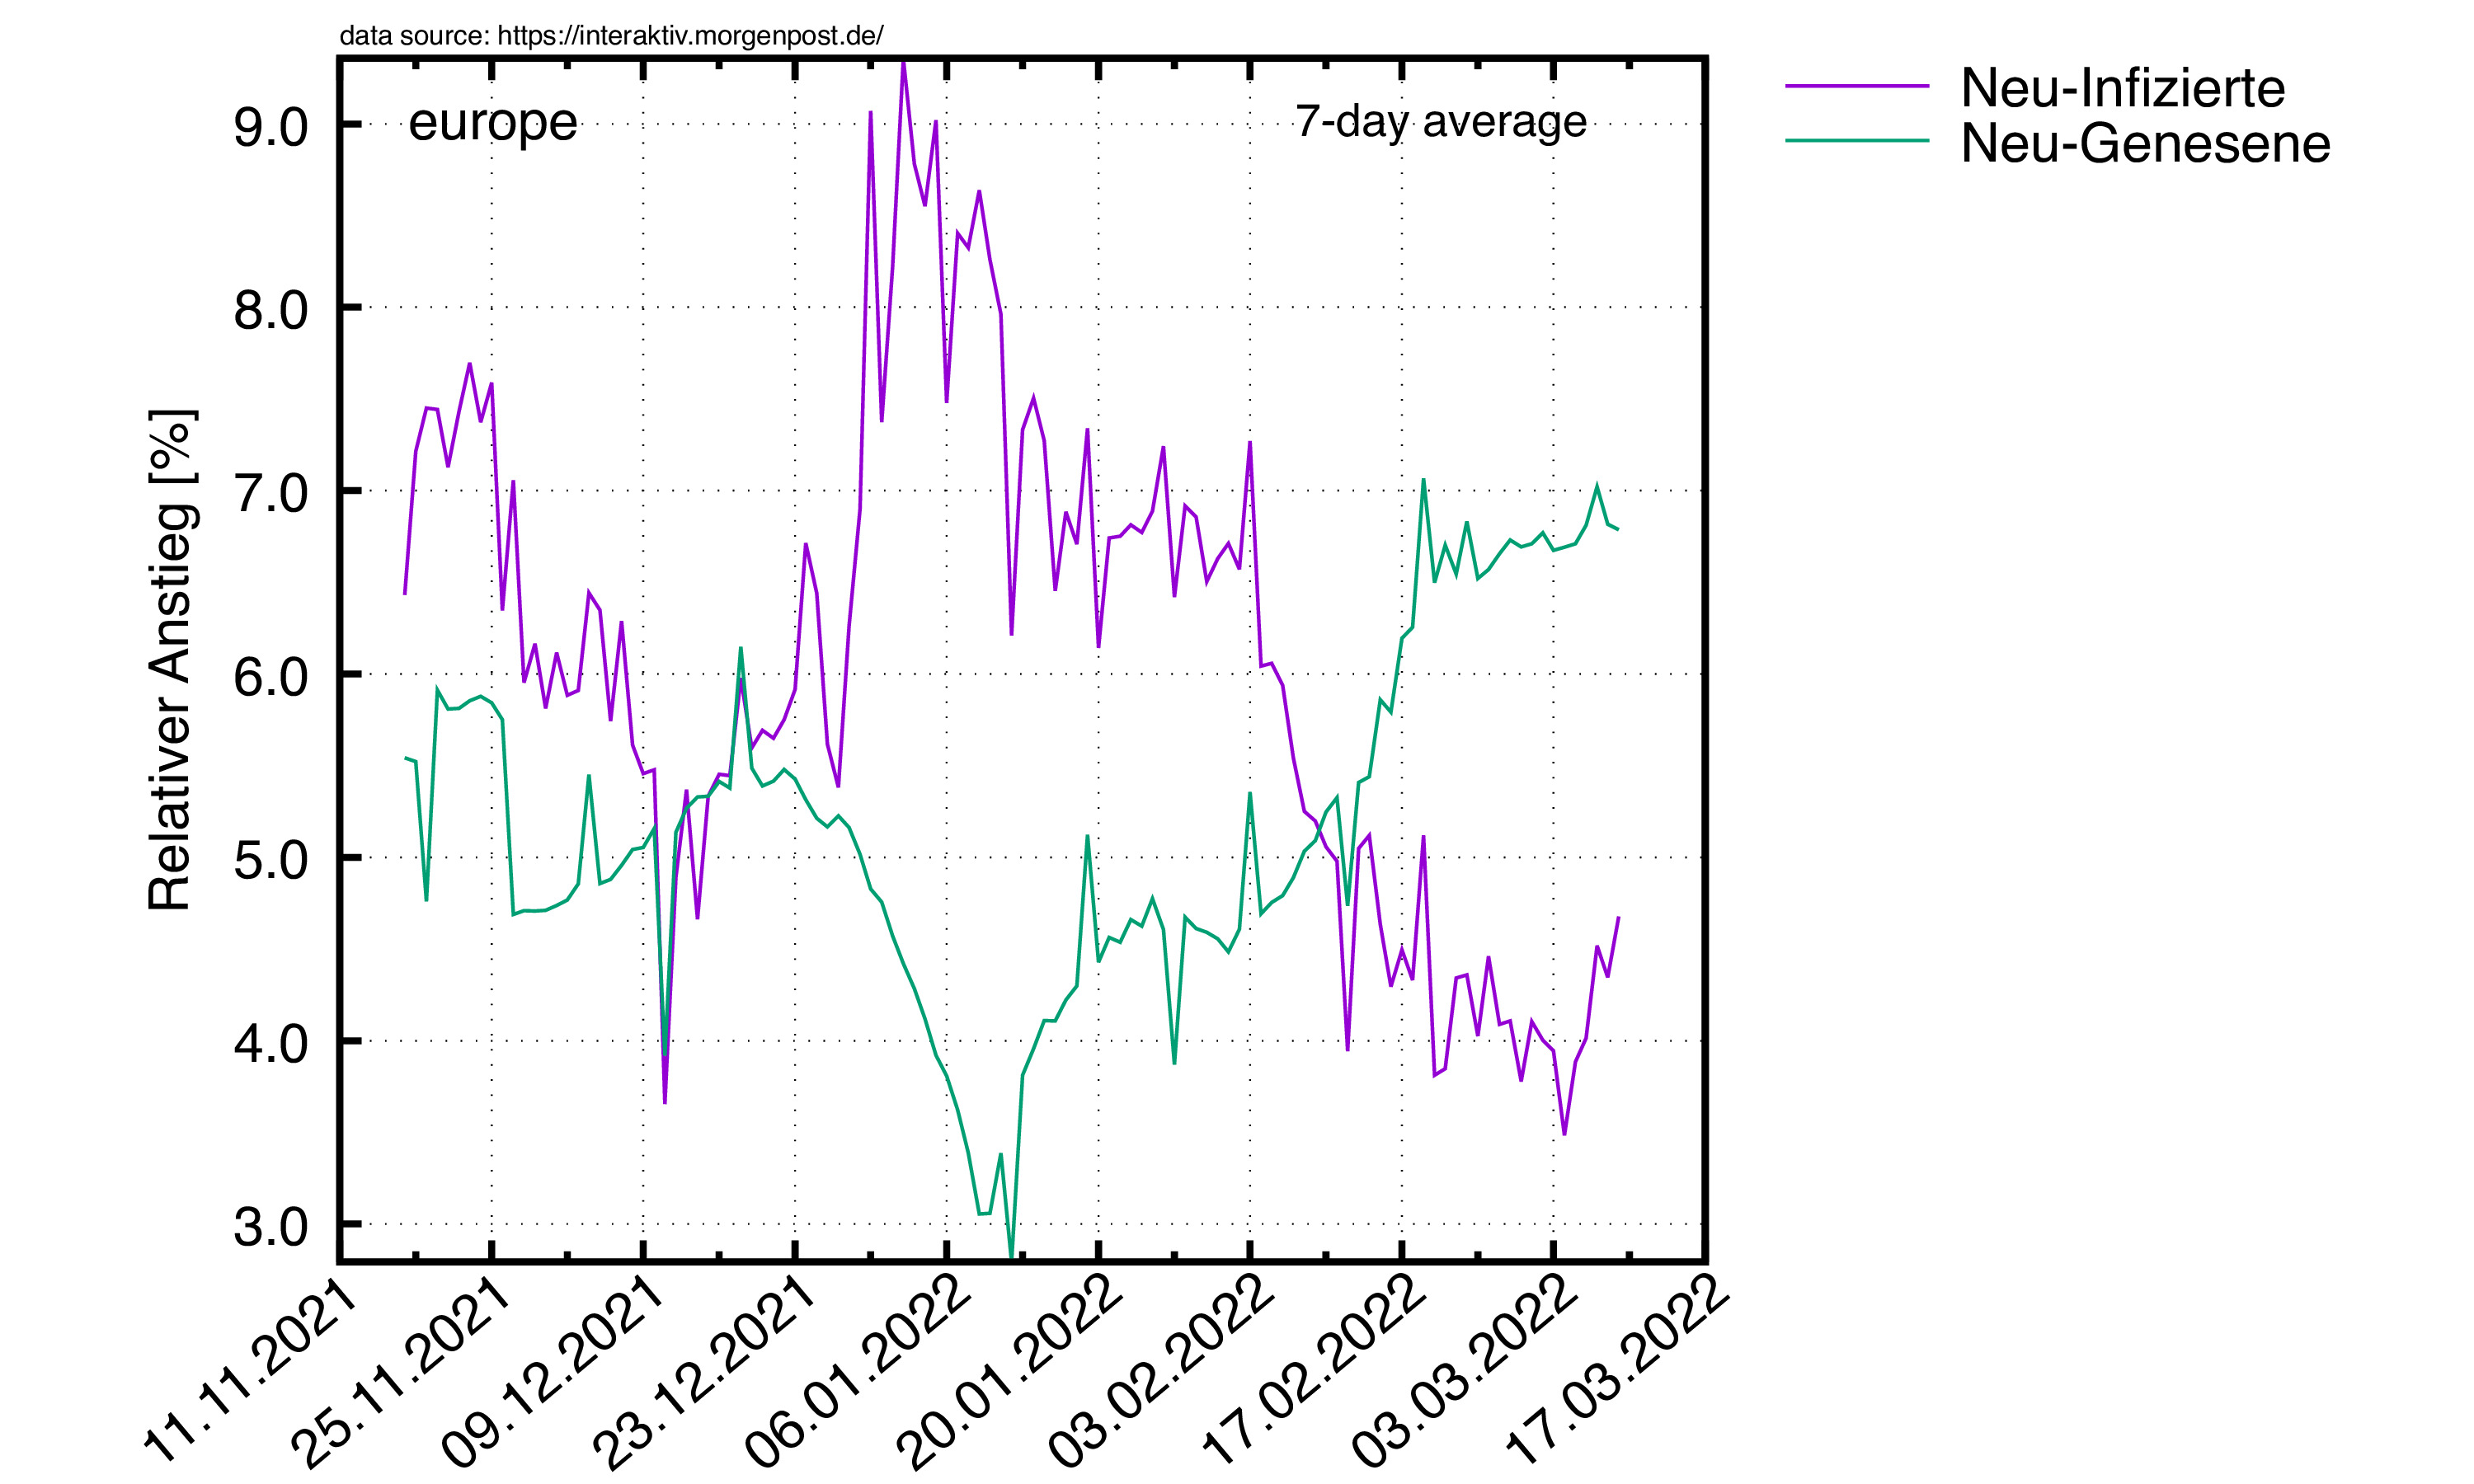 data source: https://interaktiv.morgenpost.de/
europe
7-day average
Neu-Infizierte
Neu-Genesene
Relativer Anstieg [%]
9.0
8.0
7.0
6.0
5.0
4.0
3.0
11.11.2021
25.11.2021
09.12.2021
23.12.2021
06.01.2022
20.01.2022
03.02.2022
17.02.2022
03.03.2022
17.03.2022